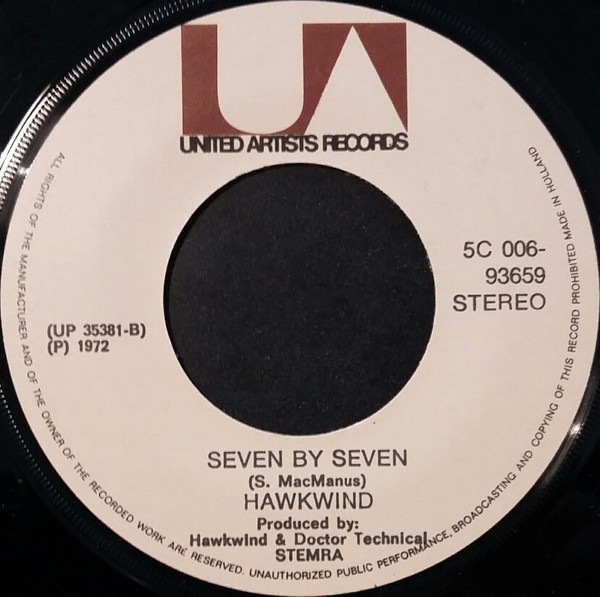 UA
UNITED ARTISTS RECORDS
5C 006-
93659
STEREO
(UP 35381-B)
(P) 1972
SEVEN BY SEVEN
(S. MacManus)
HAWKWIND
Produced by:
Hawkwind & Doctor Technical
STEMRA
ALL RIGHTS OF THE MANUFACTURER AND OF THE OWNER OF THE RECORDED WORK ARE RESERVED. UNAUTHORIZED PUBLIC PERFORMANCE, BROADCASTING AND COPYING OF THIS RECORD PROHIBITED MADE IN HOLLAND